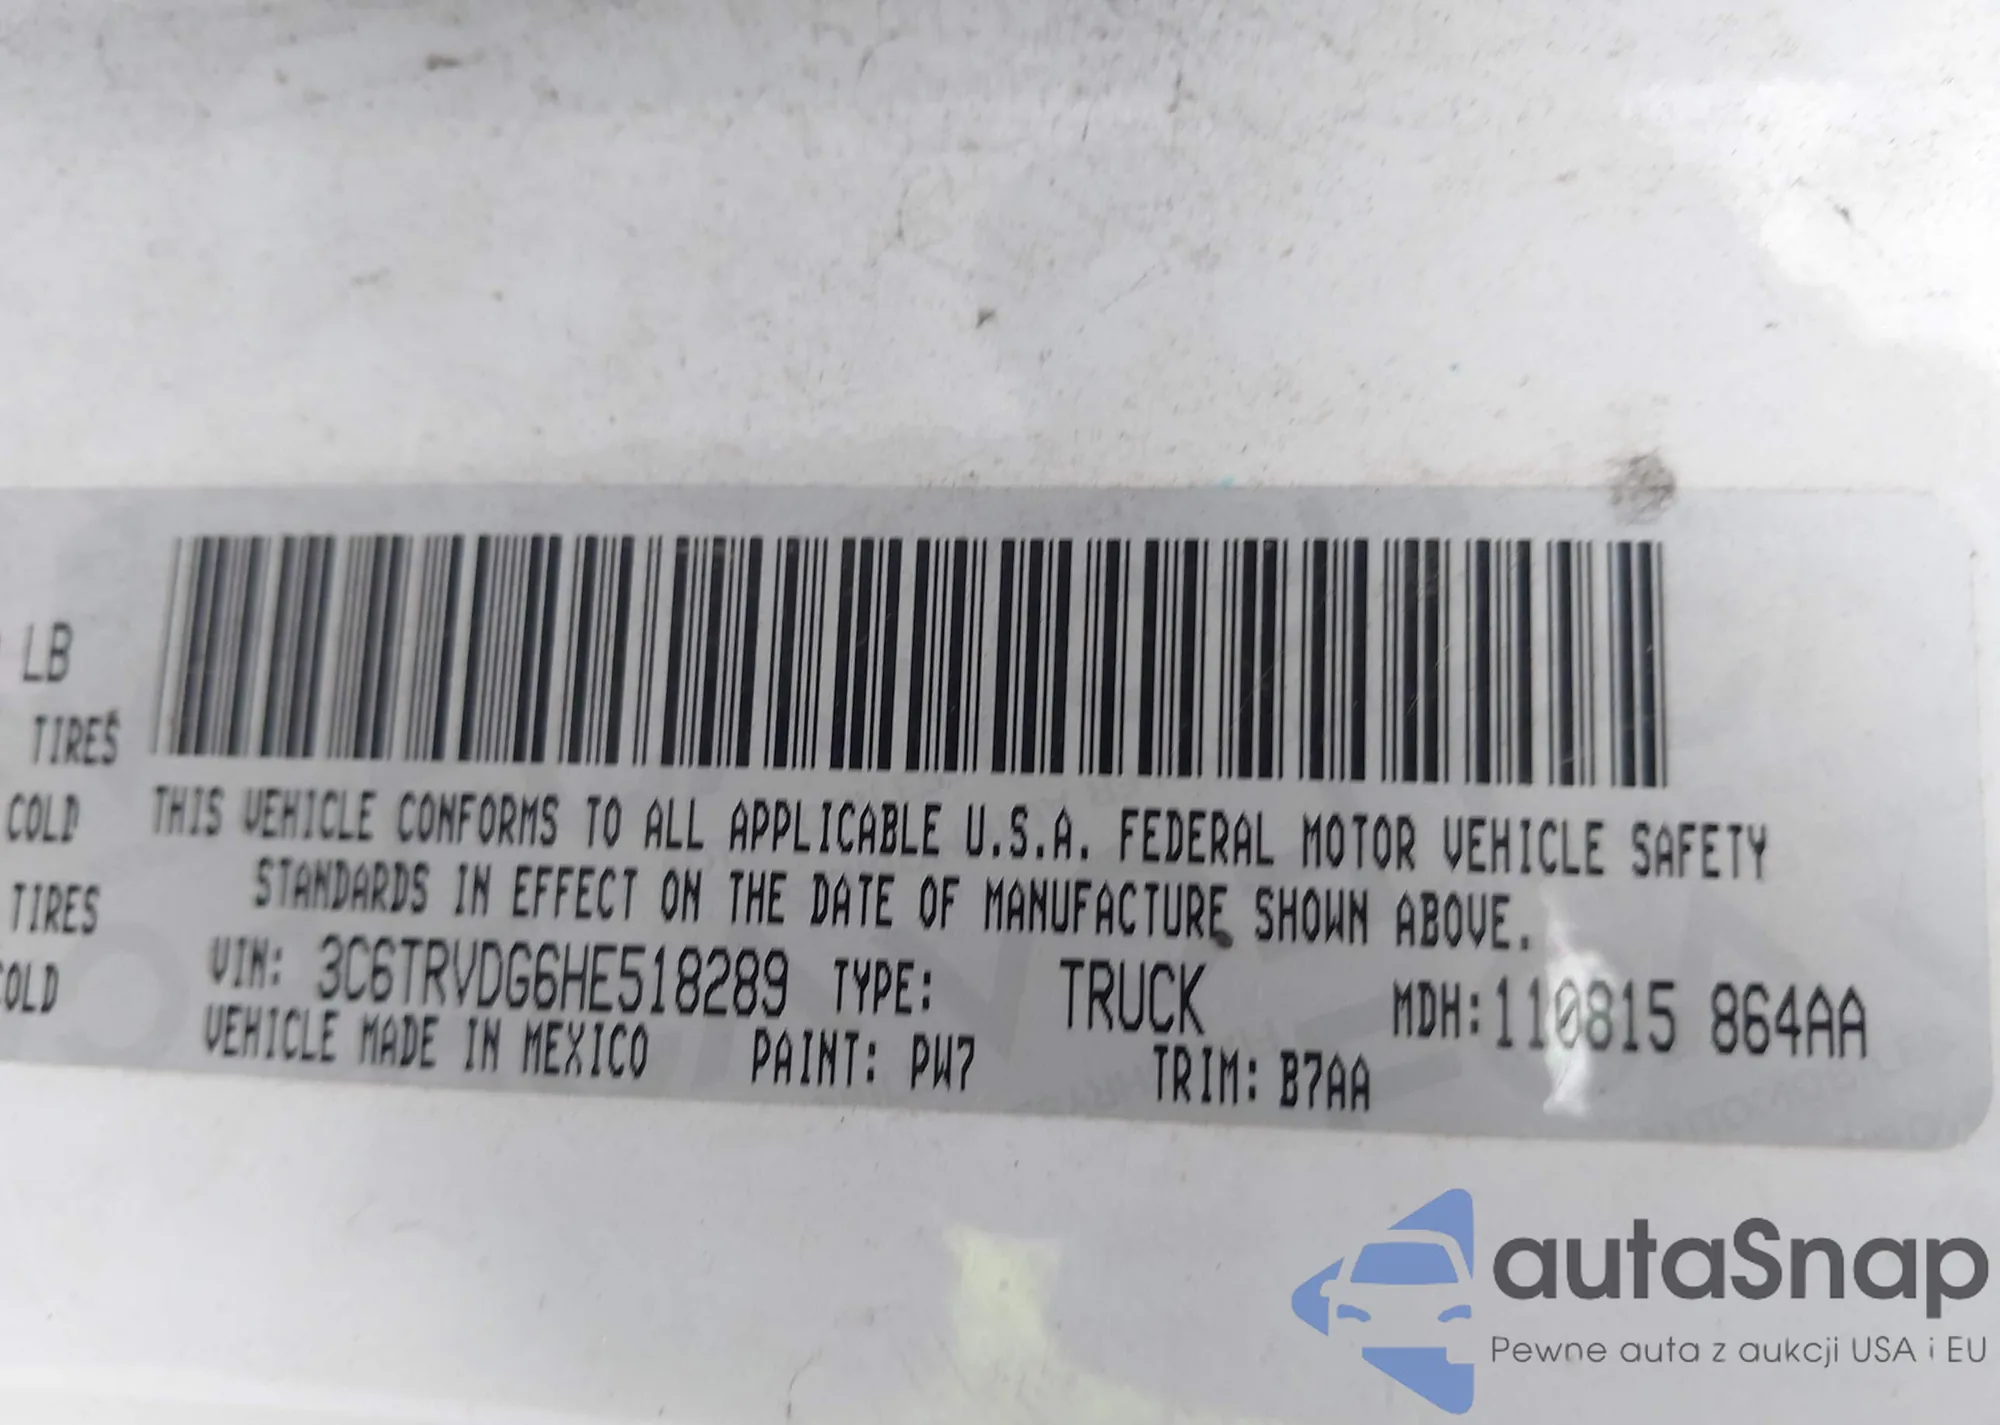 LB
TIRES
COLD
THIS VEHICLE CONFORMS TO ALL APPLICABLE U.S.A. FEDERAL MOTOR VEHICLE SAFETY
TIRES
STANDARDS IN EFFECT ON THE DATE OF MANUFACTURE SHOWN ABOVE.
COLD
VIN: 3C6TRVDG6HE518289 TYPE: TRUCK MDH:110815 864AA
VEHICLE MADE IN MEXICO PAINT: PW7 TRIM: B7AA
autaSnap
Pewne auta z aukcji USA i EU